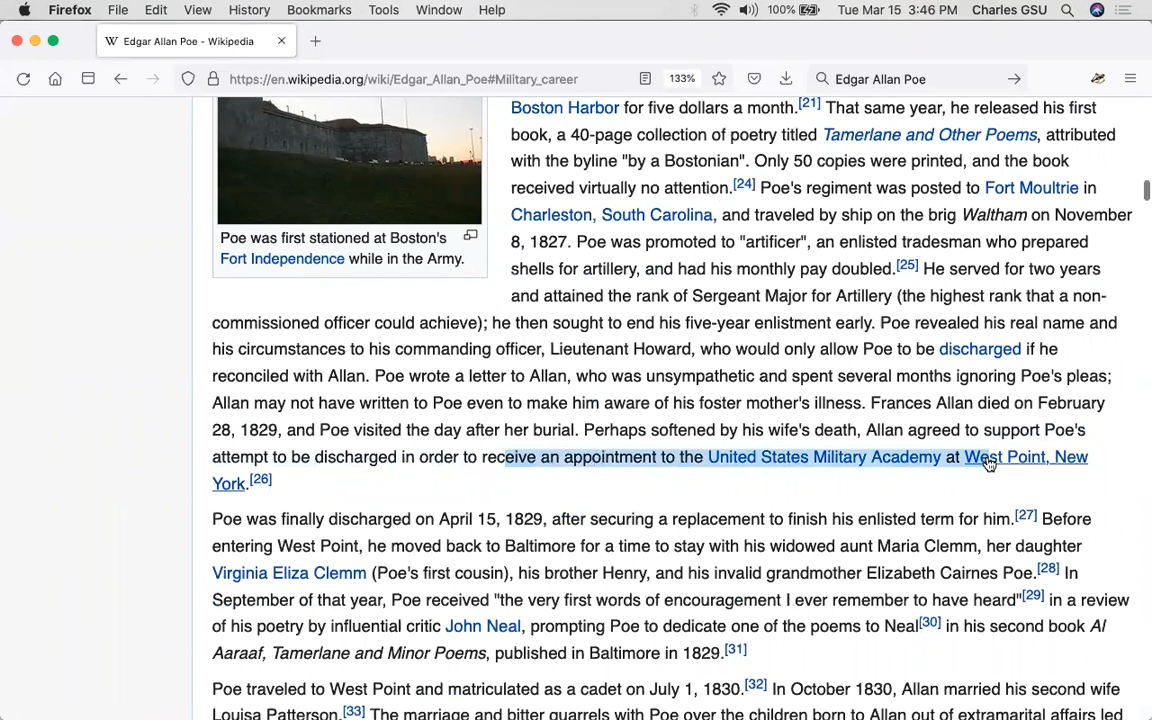 Firefox File Edit View History Bookmarks Tools Window Help 100% Tue Mar 15 3:46 PM Charles GSU
W Edgar Allan Poe - Wikipedia
https://en.wikipedia.org/wiki/Edgar_Allan_Poe#Military_career 133% Edgar Allan Poe
Poe was first stationed at Boston's
Fort Independence while in the Army.
Boston Harbor for five dollars a month.[21] That same year, he released his first
book, a 40-page collection of poetry titled Tamerlane and Other Poems, attributed
with the byline "by a Bostonian". Only 50 copies were printed, and the book
received virtually no attention.[24] Poe's regiment was posted to Fort Moultrie in
Charleston, South Carolina, and traveled by ship on the brig Waltham on November
8, 1827. Poe was promoted to "artificer", an enlisted tradesman who prepared
shells for artillery, and had his monthly pay doubled.[25] He served for two years
and attained the rank of Sergeant Major for Artillery (the highest rank that a non-
commissioned officer could achieve); he then sought to end his five-year enlistment early. Poe revealed his real name and
his circumstances to his commanding officer, Lieutenant Howard, who would only allow Poe to be discharged if he
reconciled with Allan. Poe wrote a letter to Allan, who was unsympathetic and spent several months ignoring Poe's pleas;
Allan may not have written to Poe even to make him aware of his foster mother's illness. Frances Allan died on February
28, 1829, and Poe visited the day after her burial. Perhaps softened by his wife's death, Allan agreed to support Poe's
attempt to be discharged in order to receive an appointment to the United States Military Academy at West Point, New
York.[26]
Poe was finally discharged on April 15, 1829, after securing a replacement to finish his enlisted term for him.[27] Before
entering West Point, he moved back to Baltimore for a time to stay with his widowed aunt Maria Clemm, her daughter
Virginia Eliza Clemm (Poe's first cousin), his brother Henry, and his invalid grandmother Elizabeth Cairnes Poe.[28] In
September of that year, Poe received "the very first words of encouragement I ever remember to have heard"[29] in a review
of his poetry by influential critic John Neal, prompting Poe to dedicate one of the poems to Neal[30] in his second book Al
Aaraaf, Tamerlane and Minor Poems, published in Baltimore in 1829.[31]
Poe traveled to West Point and matriculated as a cadet on July 1, 1830.[32] In October 1830, Allan married his second wife
Louisa Patterson.[33] The marriage and bitter quarrels with Poe over the children born to Allan out of extramarital affairs led